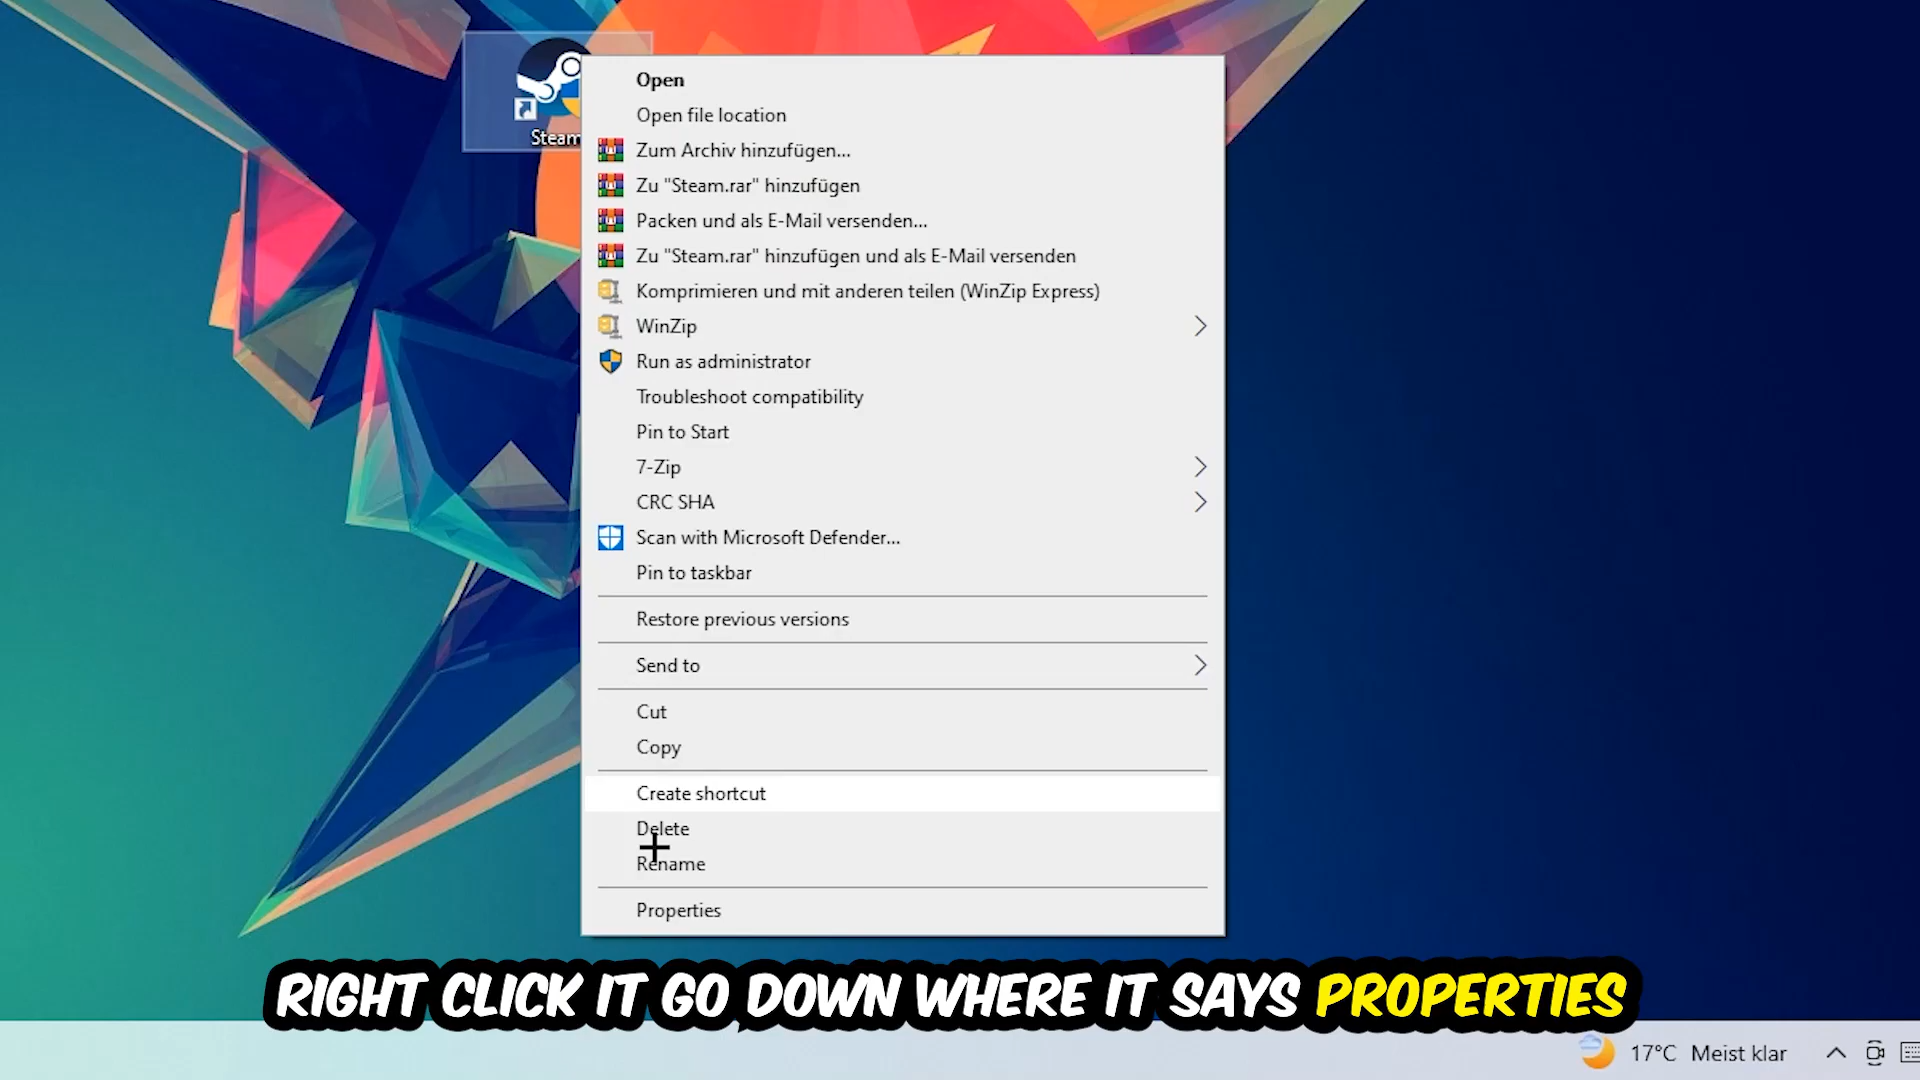 Steam
Open
Open file location
Zum Archiv hinzufügen...
Zu "Steam.rar" hinzufügen
Packen und als E-Mail versenden...
Zu "Steam.rar" hinzufügen und als E-Mail versenden
Komprimieren und mit anderen teilen (WinZip Express)
WinZip
Run as administrator
Troubleshoot compatibility
Pin to Start
7-Zip
CRC SHA
Scan with Microsoft Defender...
Pin to taskbar
Restore previous versions
Send to
Cut
Copy
Create shortcut
Delete
Rename
Properties
RIGHT CLICK IT GO DOWN WHERE IT SAYS PROPERTIES
17°C Meist klar